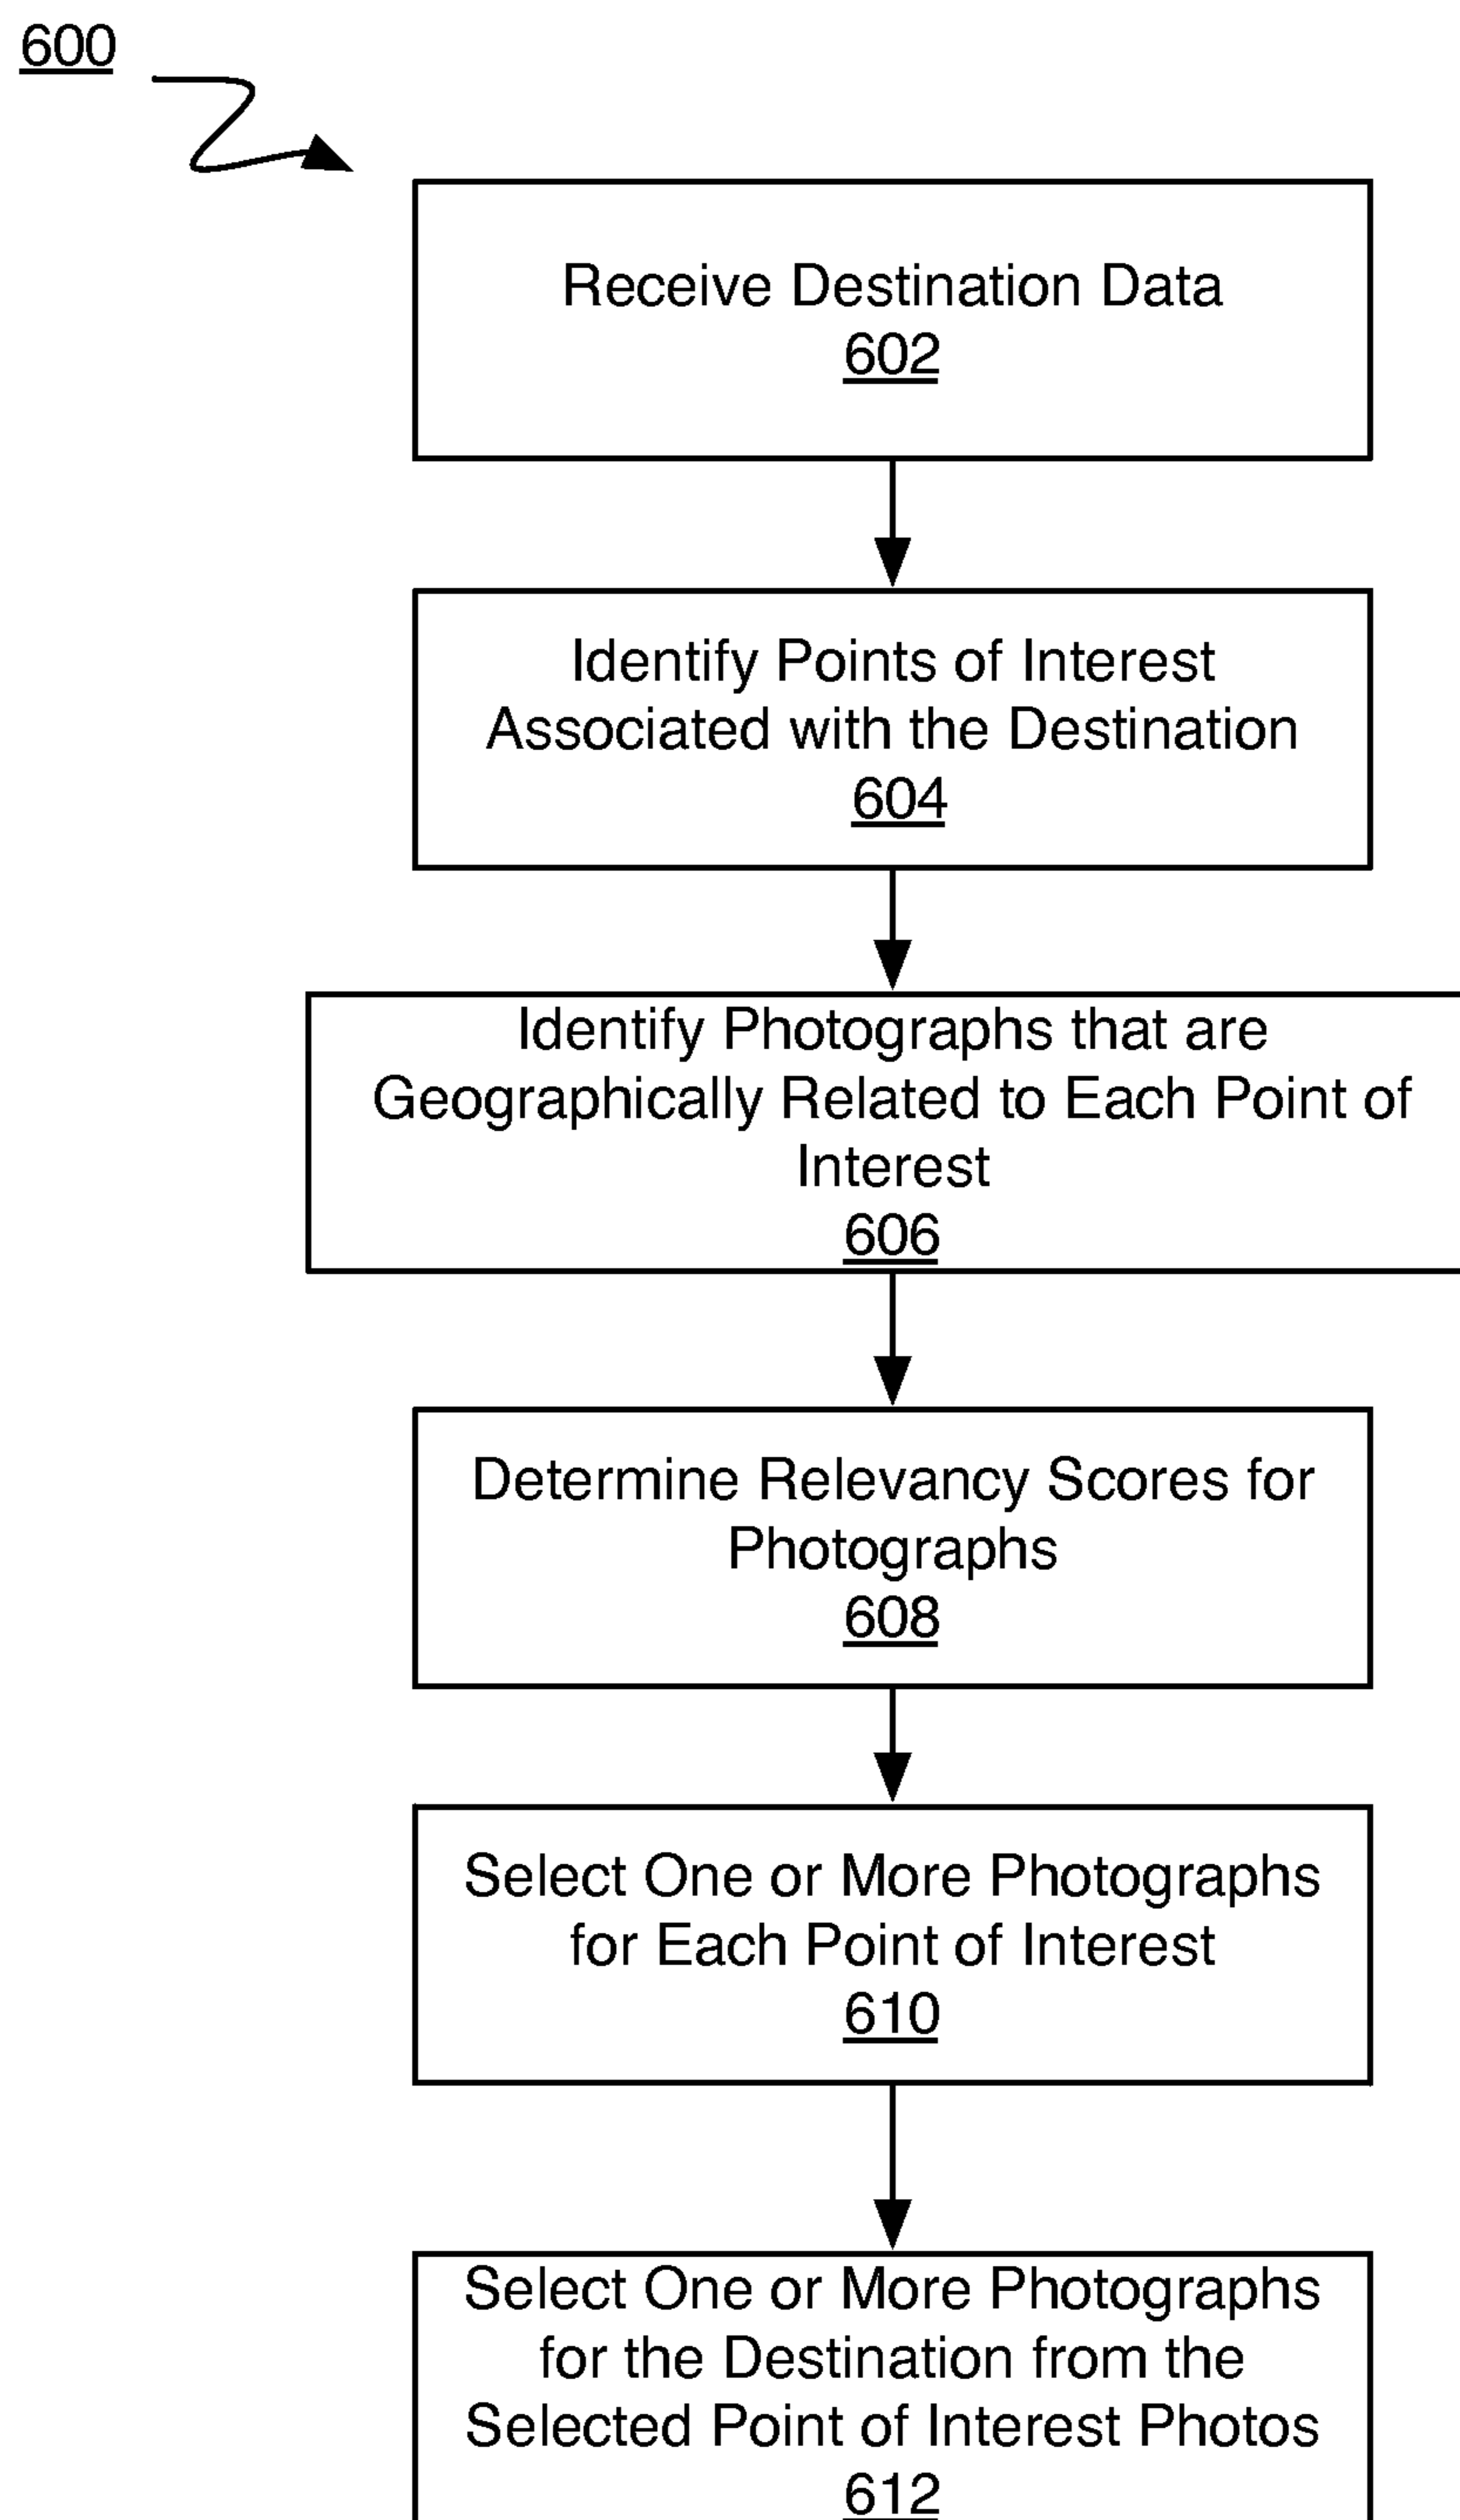 600
Receive Destination Data
602
Identify Points of Interest
Associated with the Destination
604
Identify Photographs that are
Geographically Related to Each Point of
Interest
606
Determine Relevancy Scores for
Photographs
608
Select One or More Photographs
for Each Point of Interest
610
Select One or More Photographs
for the Destination from the
Selected Point of Interest Photos
612